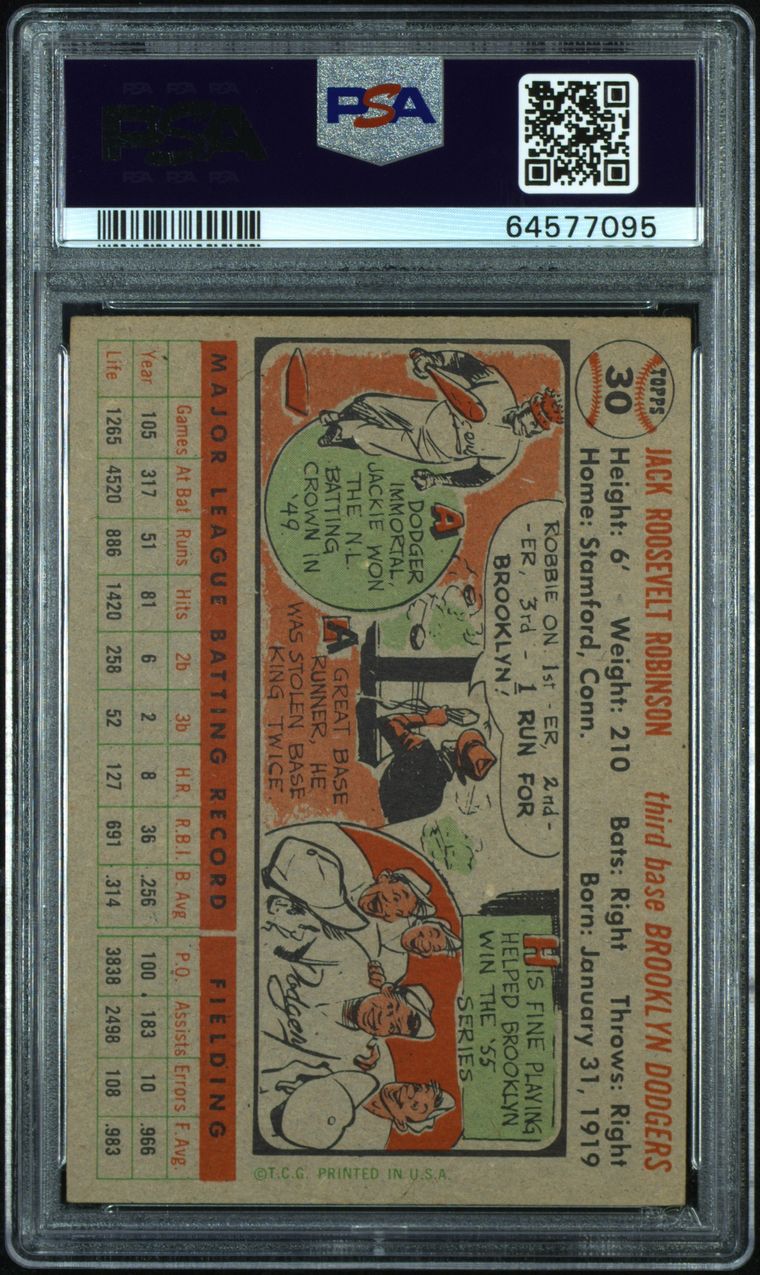 PSA
64577095
TOPPS
30
JACK ROOSEVELT ROBINSON third base BROOKLYN DODGERS
Height: 6' Weight: 210 Bats: Right Throws: Right
Home: Stamford, Conn. Born: January 31, 1919
A DODGER
IMMORTAL,
JACKIE WON
THE N.L.
BATTING
CROWN IN
'49
ROBBIE ON 1st -ER, 2nd-
-ER, 3rd - 1 RUN FOR
BROOKLYN!
A GREAT BASE
RUNNER, HE
WAS STOLEN BASE
KING TWICE
HIS FINE PLAYING
HELPED BROOKLYN
WIN THE '55
SERIES
Dodgers
MAJOR LEAGUE BATTING RECORD FIELDING
Games At Bat Runs Hits 2b 3b H.R. R.B.I. B. Avg P.O. Assists Errors F. Avg.
Year 105 317 51 81 6 2 8 36 .256 100 183 10 .966
Life 1265 4520 886 1420 258 52 127 691 .314 3838 2498 108 .983
©T.C.G. PRINTED IN U.S.A.